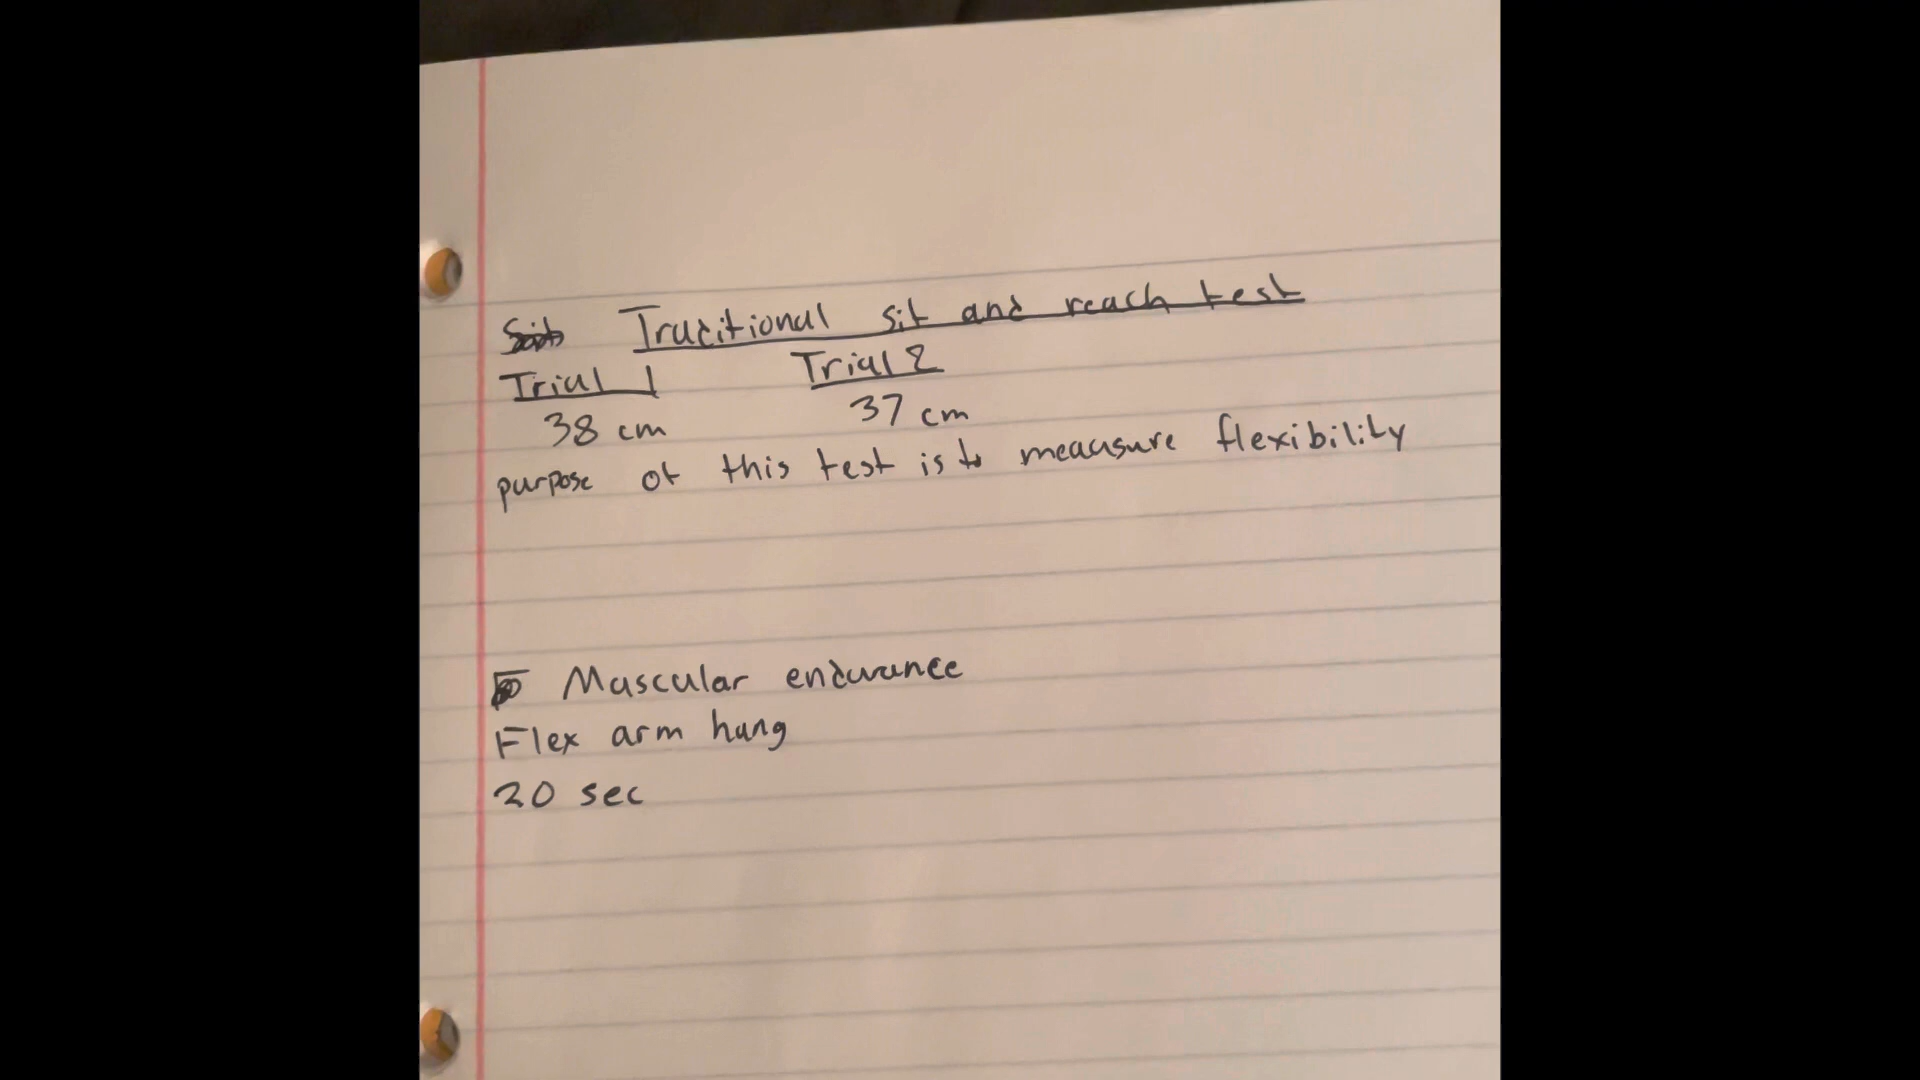 Traditional sit and reach test
Trial 1 Trial 2
38 cm 37 cm
purpose of this test is to meausure flexibility
Muscular endurance
Flex arm hang
20 sec